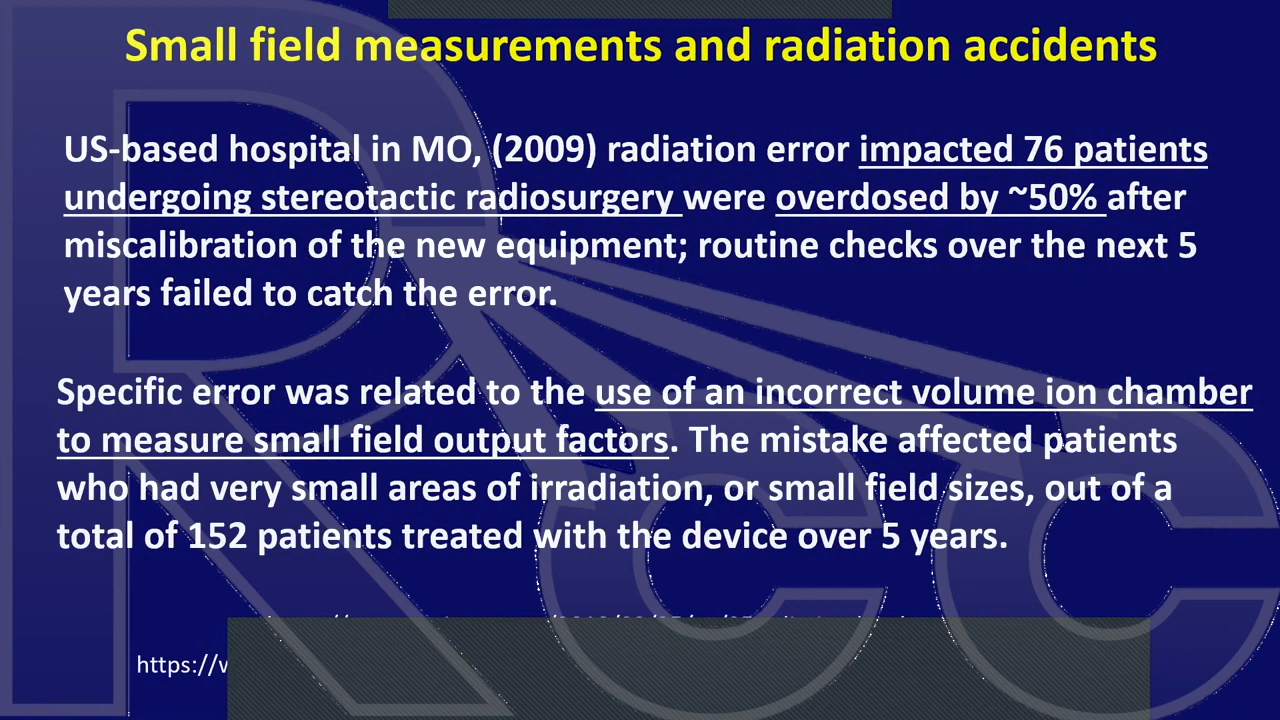 Small field measurements and radiation accidents
US-based hospital in MO, (2009) radiation error impacted 76 patients
undergoing stereotactic radiosurgery were overdosed by ~50% after
miscalibration of the new equipment; routine checks over the next 5
years failed to catch the error.
Specific error was related to the use of an incorrect volume ion chamber
to measure small field output factors. The mistake affected patients
who had very small areas of irradiation, or small field sizes, out of a
total of 152 patients treated with the device over 5 years.
https://w
Rcc